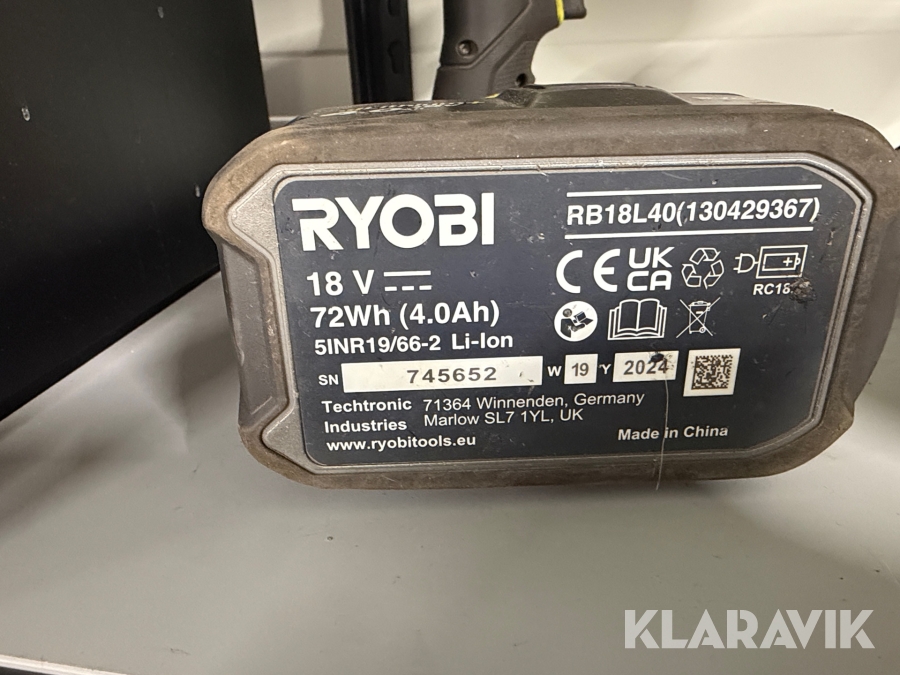 RYOBI
RB18L40(130429367)
18 V
72Wh (4.0Ah)
5INR19/66-2 Li-Ion
CE UK CA
RC18
SN 745652 W 19 Y 2024
Techtronic Industries
71364 Winnenden, Germany
Marlow SL7 1YL, UK
www.ryobitools.eu
Made in China
KLARAVIK